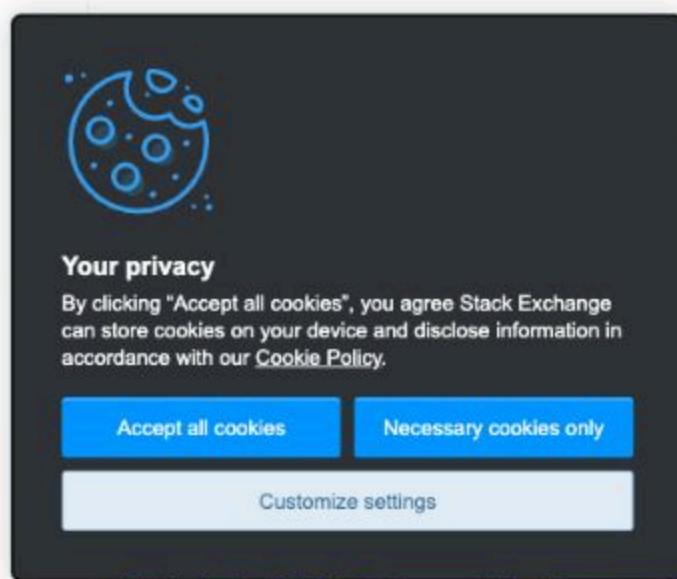 Your privacy
By clicking “Accept all cookies”, you agree Stack Exchange
can store cookies on your device and disclose information in
accordance with our Cookie Policy.
Accept all cookies
Necessary cookies only
Customize settings